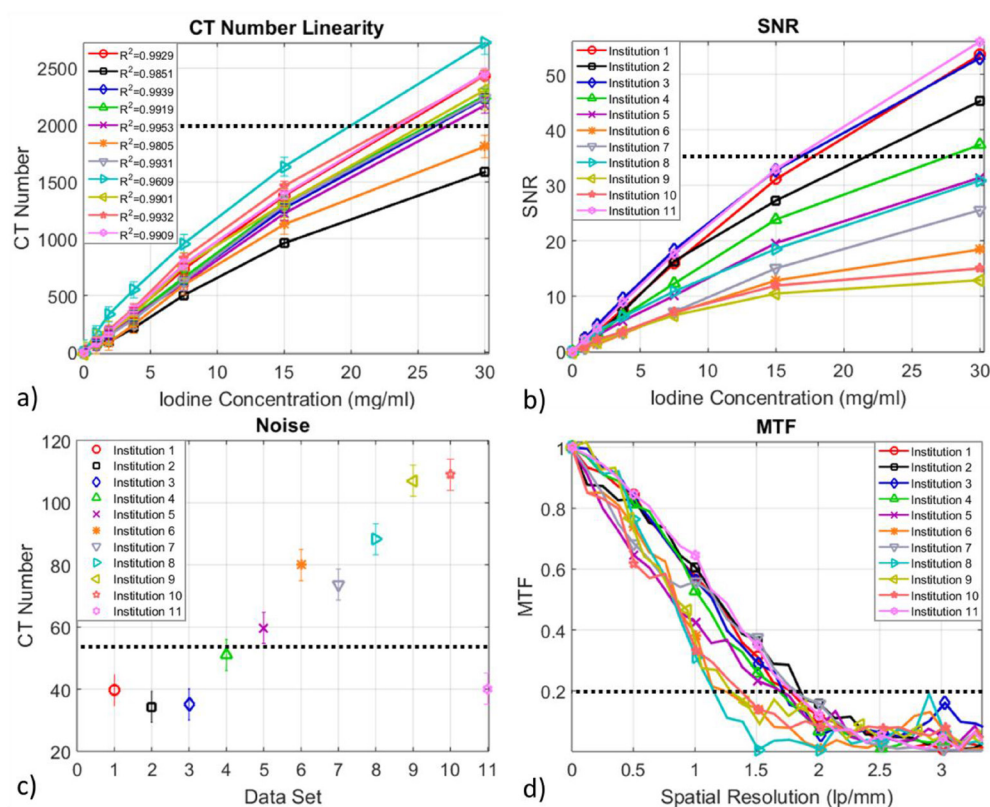 CT Number Linearity
R²=0.9929
R²=0.9851
R²=0.9939
R²=0.9919
R²=0.9953
R²=0.9805
R²=0.9931
R²=0.9609
R²=0.9901
R²=0.9932
R²=0.9909
2500
2000
1500
1000
500
0
CT Number
0 5 10 15 20 25 30
Iodine Concentration (mg/ml)
a)
SNR
Institution 1
Institution 2
Institution 3
Institution 4
Institution 5
Institution 6
Institution 7
Institution 8
Institution 9
Institution 10
Institution 11
50
40
30
20
10
0
SNR
0 5 10 15 20 25 30
Iodine Concentration (mg/ml)
b)
Noise
Institution 1
Institution 2
Institution 3
Institution 4
Institution 5
Institution 6
Institution 7
Institution 8
Institution 9
Institution 10
Institution 11
120
100
80
60
40
20
CT Number
0 1 2 3 4 5 6 7 8 9 10 11
Data Set
c)
MTF
Institution 1
Institution 2
Institution 3
Institution 4
Institution 5
Institution 6
Institution 7
Institution 8
Institution 9
Institution 10
Institution 11
1
0.8
0.6
0.4
0.2
0
MTF
0 0.5 1 1.5 2 2.5 3
Spatial Resolution (lp/mm)
d)